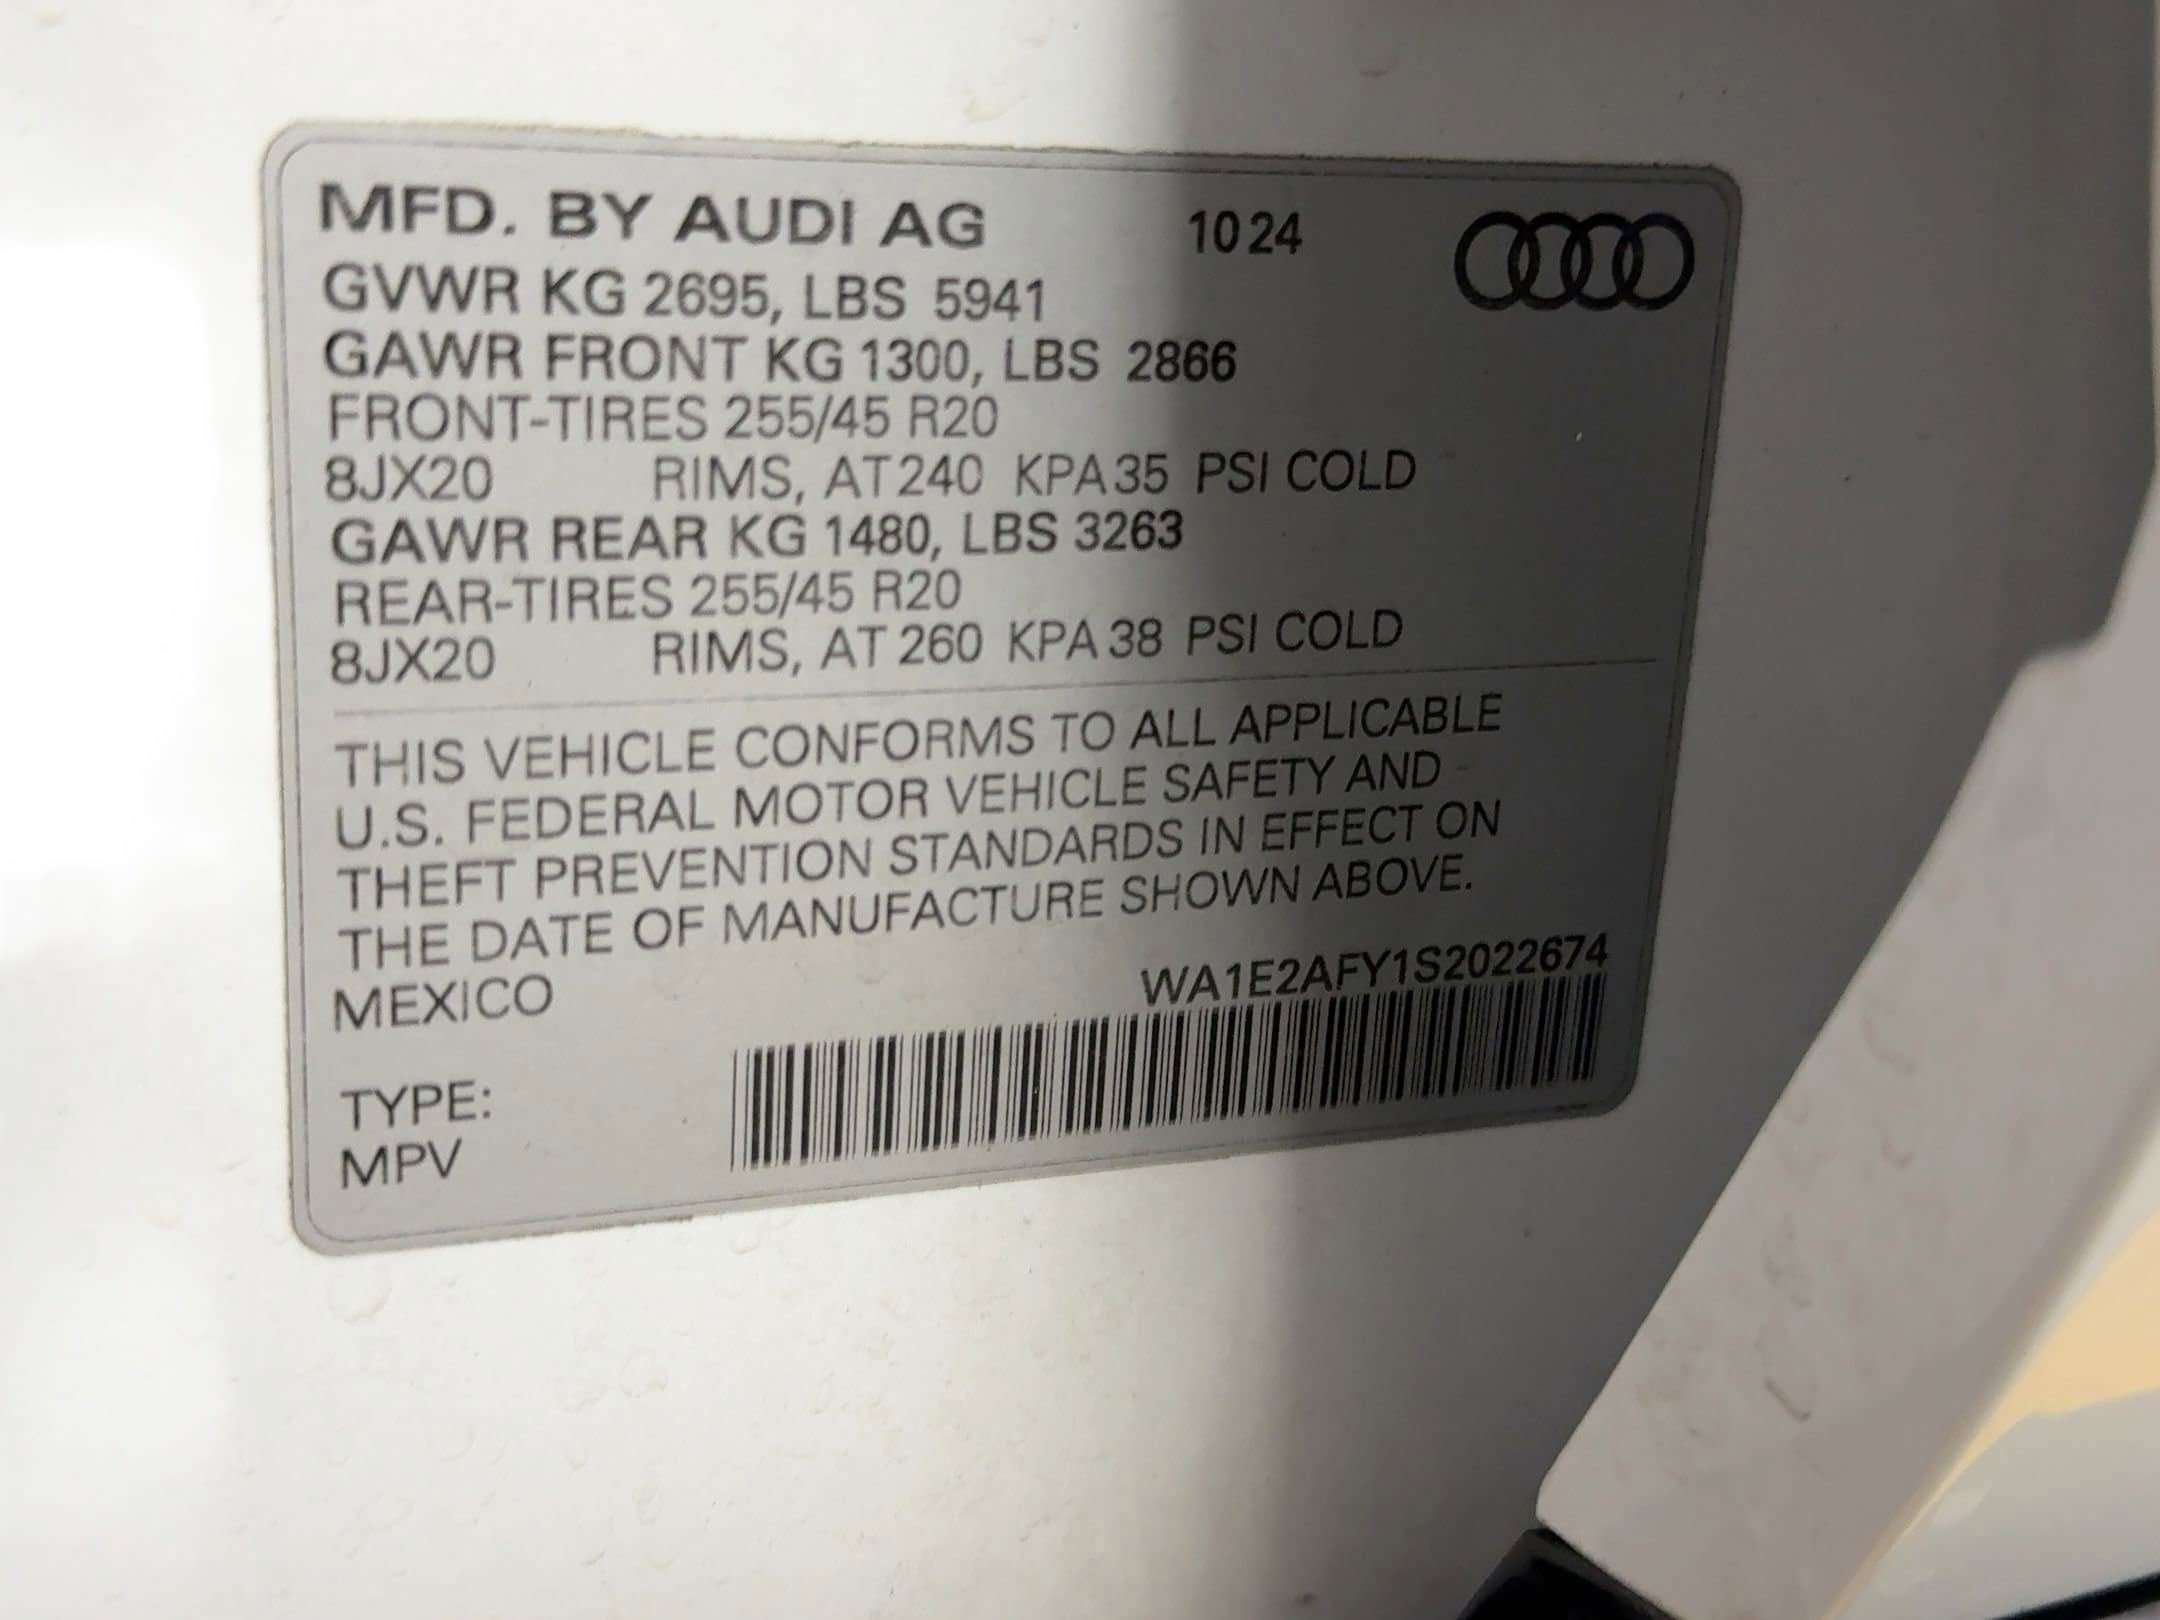 MFD. BY AUDI AG 10 24
GVWR KG 2695, LBS 5941
GAWR FRONT KG 1300, LBS 2866
FRONT-TIRES 255/45 R20
8JX20 RIMS, AT 240 KPA 35 PSI COLD
GAWR REAR KG 1480, LBS 3263
REAR-TIRES 255/45 R20
8JX20 RIMS, AT 260 KPA 38 PSI COLD
THIS VEHICLE CONFORMS TO ALL APPLICABLE
U.S. FEDERAL MOTOR VEHICLE SAFETY AND
THEFT PREVENTION STANDARDS IN EFFECT ON
THE DATE OF MANUFACTURE SHOWN ABOVE.
MEXICO
WA1E2AFY1S2022674
TYPE:
MPV